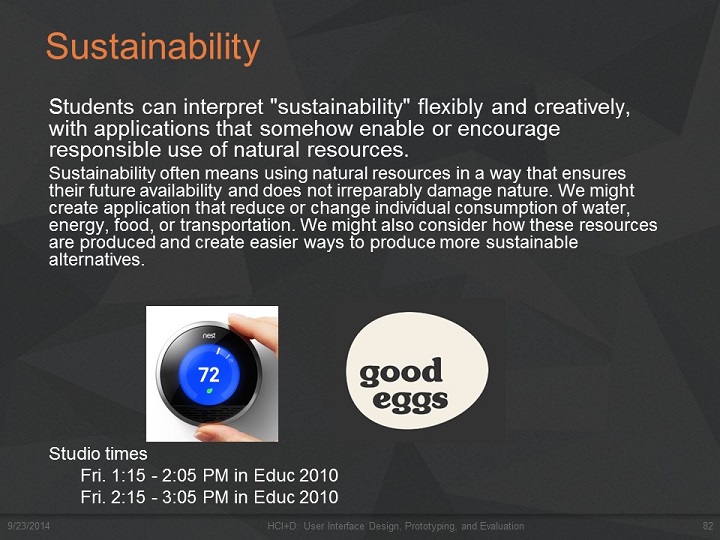 Sustainability
Students can interpret "sustainability" flexibly and creatively,
with applications that somehow enable or encourage
responsible use of natural resources.
Sustainability often means using natural resources in a way that ensures
their future availability and does not irreparably damage nature. We might
create application that reduce or change individual consumption of water,
energy, food, or transportation. We might also consider how these resources
are produced and create easier ways to produce more sustainable
alternatives.
nest
72
good
eggs
Studio times
Fri. 1:15 - 2:05 PM in Educ 2010
Fri. 2:15 - 3:05 PM in Educ 2010
9/23/2014
HCI+D: User Interface Design, Prototyping, and Evaluation
82